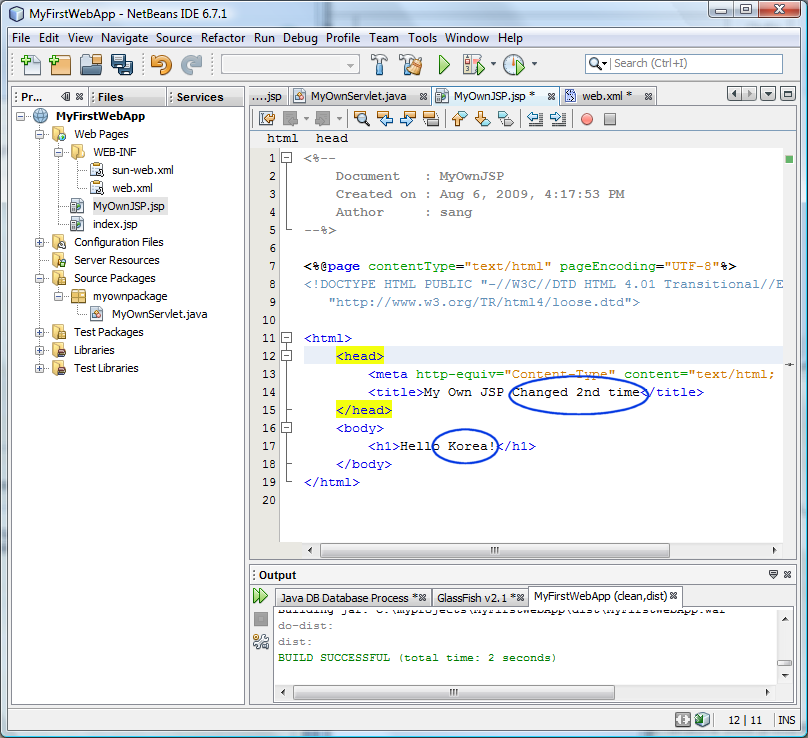 MyFirstWebApp - NetBeans IDE 6.7.1
File Edit View Navigate Source Refactor Run Debug Profile Team Tools Window Help
Search (Ctrl+I)
Pr... Files Services
....jsp MyOwnServlet.java MyOwnJSP.jsp * web.xml *
html head
MyFirstWebApp
Web Pages
WEB-INF
sun-web.xml
web.xml
MyOwnJSP.jsp
index.jsp
Configuration Files
Server Resources
Source Packages
myownpackage
MyOwnServlet.java
Test Packages
Libraries
Test Libraries
1 <%--
2 Document : MyOwnJSP
3 Created on : Aug 6, 2009, 4:17:53 PM
4 Author : sang
5 --%>
6
7 <%@page contentType="text/html" pageEncoding="UTF-8"%>
8 <!DOCTYPE HTML PUBLIC "-//W3C//DTD HTML 4.01 Transitional//E
9 "http://www.w3.org/TR/html4/loose.dtd">
10
11 <html>
12 <head>
13 <meta http-equiv="Content-Type" content="text/html;
14 <title>My Own JSP Changed 2nd time</title>
15 </head>
16 <body>
17 <h1>Hello Korea!</h1>
18 </body>
19 </html>
20
Output
Java DB Database Process * GlassFish v2.1 * MyFirstWebApp (clean,dist)
Building jar: C:\myprojects\MyFirstWebApp\dist\MyFirstWebApp.war
do-dist:
dist:
BUILD SUCCESSFUL (total time: 2 seconds)
12 | 11 INS